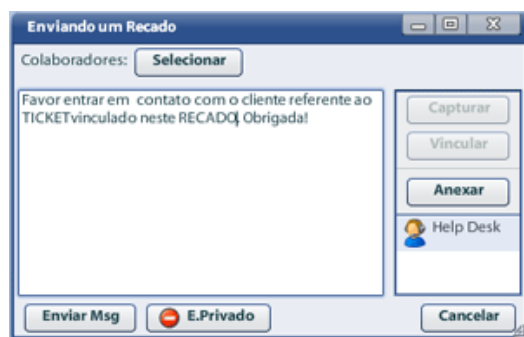 Enviando um Recado
Colaboradores: Selecionar
Favor entrar em contato com o cliente referente ao
TICKETvinculado neste RECADO, Obrigada!
Capturar
Vincular
Anexar
Help Desk
Enviar Msg E.Privado Cancelar